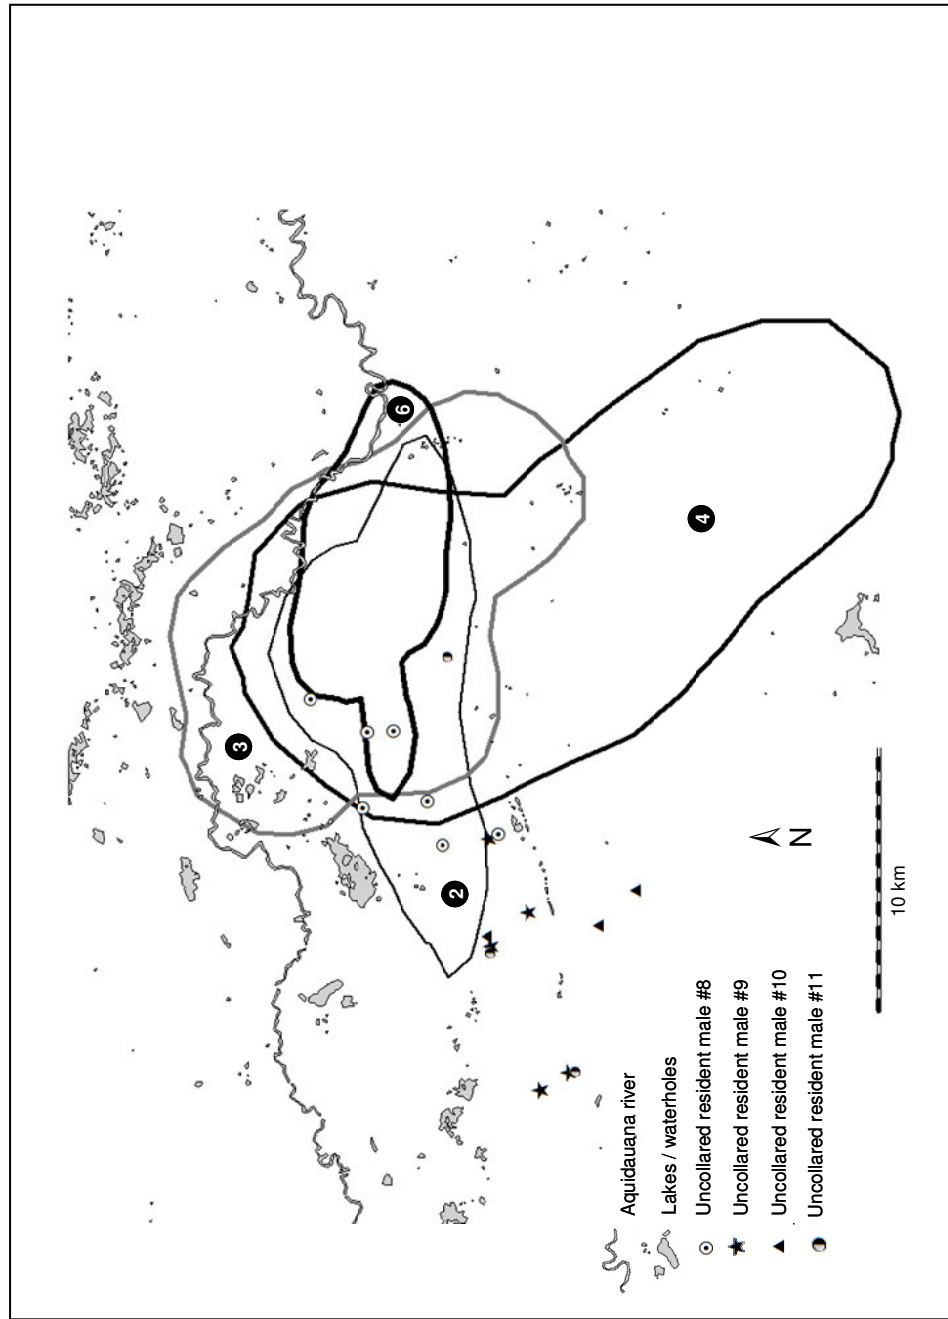 3
6
4
2
N
10 km
Aquidauana river
Lakes / waterholes
Uncollared resident male #8
Uncollared resident male #9
Uncollared resident male #10
Uncollared resident male #11